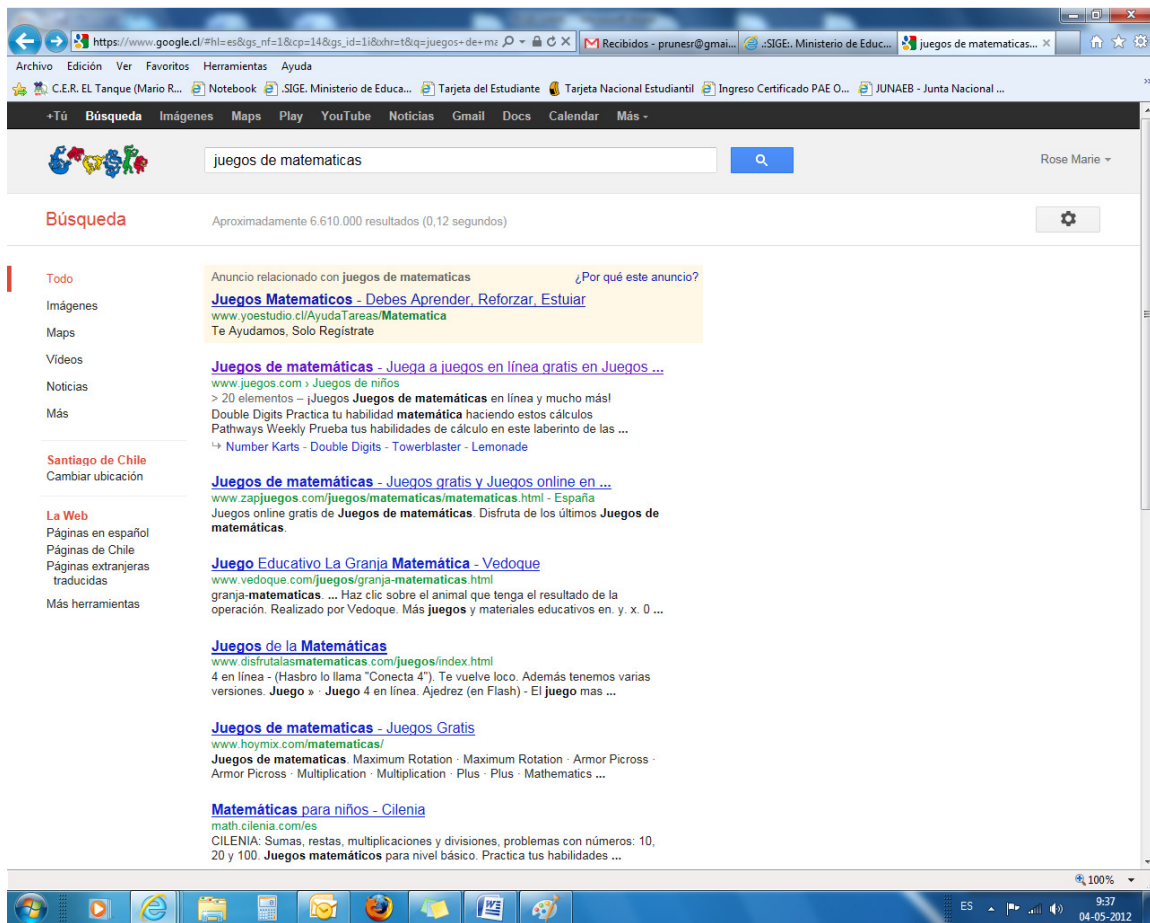 https://www.google.cl/#hl=es&gs_nf=1&cp=14&gs_id=1i&xhr=t&q=juegos+de+ma
Recibidos - prunesr@gmai...
.:SIGE:. Ministerio de Educ...
juegos de matematicas...
Archivo Edición Ver Favoritos Herramientas Ayuda
C.E.R. EL Tanque (Mario R... Notebook .SIGE. Ministerio de Educa... Tarjeta del Estudiante Tarjeta Nacional Estudiantil Ingreso Certificado PAE O... JUNAEB - Junta Nacional ...
+Tú Búsqueda Imágenes Maps Play YouTube Noticias Gmail Docs Calendar Más
juegos de matematicas
Rose Marie
Búsqueda
Aproximadamente 6.610.000 resultados (0,12 segundos)
Todo
Imágenes
Maps
Vídeos
Noticias
Más
Santiago de Chile
Cambiar ubicación
La Web
Páginas en español
Páginas de Chile
Páginas extranjeras
traducidas
Más herramientas
Anuncio relacionado con juegos de matematicas ¿Por qué este anuncio?
Juegos Matematicos - Debes Aprender, Reforzar, Estuiar
www.yoestudio.cl/AyudaTareas/Matematica
Te Ayudamos, Solo Regístrate
Juegos de matemáticas - Juega a juegos en línea gratis en Juegos ...
www.juegos.com › Juegos de niños
> 20 elementos – ¡Juegos Juegos de matemáticas en línea y mucho más!
Double Digits Practica tu habilidad matemática haciendo estos cálculos
Pathways Weekly Prueba tus habilidades de cálculo en este laberinto de las ...
Number Karts - Double Digits - Towerblaster - Lemonade
Juegos de matemáticas - Juegos gratis y Juegos online en ...
www.zapjuegos.com/juegos/matematicas/matematicas.html - España
Juegos online gratis de Juegos de matemáticas. Disfruta de los últimos Juegos de
matemáticas.
Juego Educativo La Granja Matemática - Vedoque
www.vedoque.com/juegos/granja-matematicas.html
granja-matematicas. ... Haz clic sobre el animal que tenga el resultado de la
operación. Realizado por Vedoque. Más juegos y materiales educativos en. y. x. 0 ...
Juegos de la Matemáticas
www.disfrutalasmatematicas.com/juegos/index.html
4 en línea - (Hasbro lo llama "Conecta 4"). Te vuelve loco. Además tenemos varias
versiones. Juego » · Juego 4 en línea. Ajedrez (en Flash) - El juego mas ...
Juegos de matematicas - Juegos Gratis
www.hoymix.com/matematicas/
Juegos de matematicas. Maximum Rotation · Maximum Rotation · Armor Picross ·
Armor Picross · Multiplication · Multiplication · Plus · Plus · Mathematics ...
Matemáticas para niños - Cilenia
math.cilenia.com/es
CILENIA: Sumas, restas, multiplicaciones y divisiones, problemas con números: 10,
20 y 100. Juegos matemáticos para nivel básico. Practica tus habilidades ...
100%
ES
9:37
04-05-2012